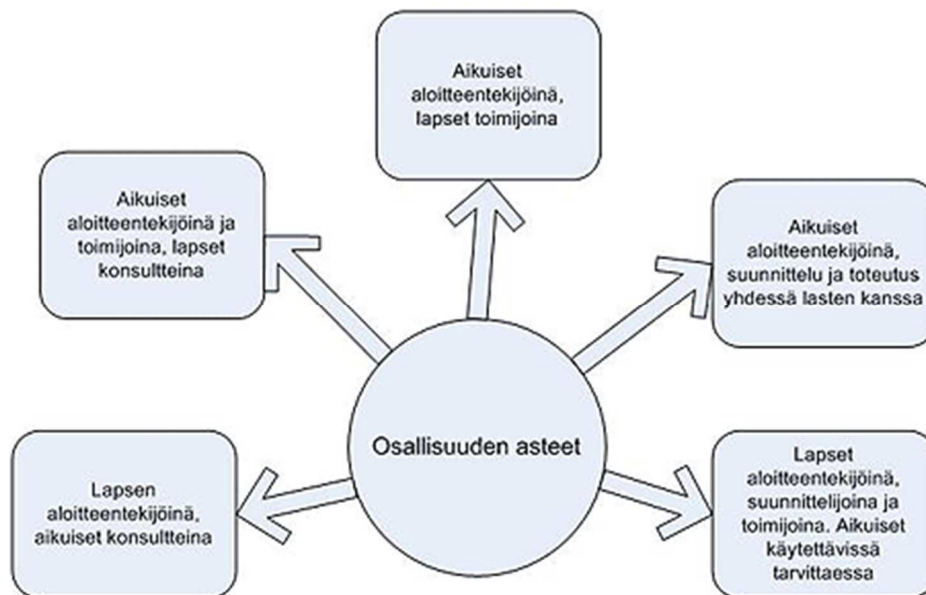 Aikuiset
aloitteentekijöinä,
lapset toimijoina
Aikuiset
aloitteentekijöinä ja
toimijoina, lapset
konsultteina
Aikuiset
aloitteentekijöinä,
suunnittelu ja toteutus
yhdessä lasten kanssa
Osallisuuden asteet
Lapsen
aloitteentekijöinä,
aikuiset konsultteina
Lapset
aloitteentekijöinä,
suunnittelijoina ja
toimijoina. Aikuiset
käytettävissä
tarvittaessa